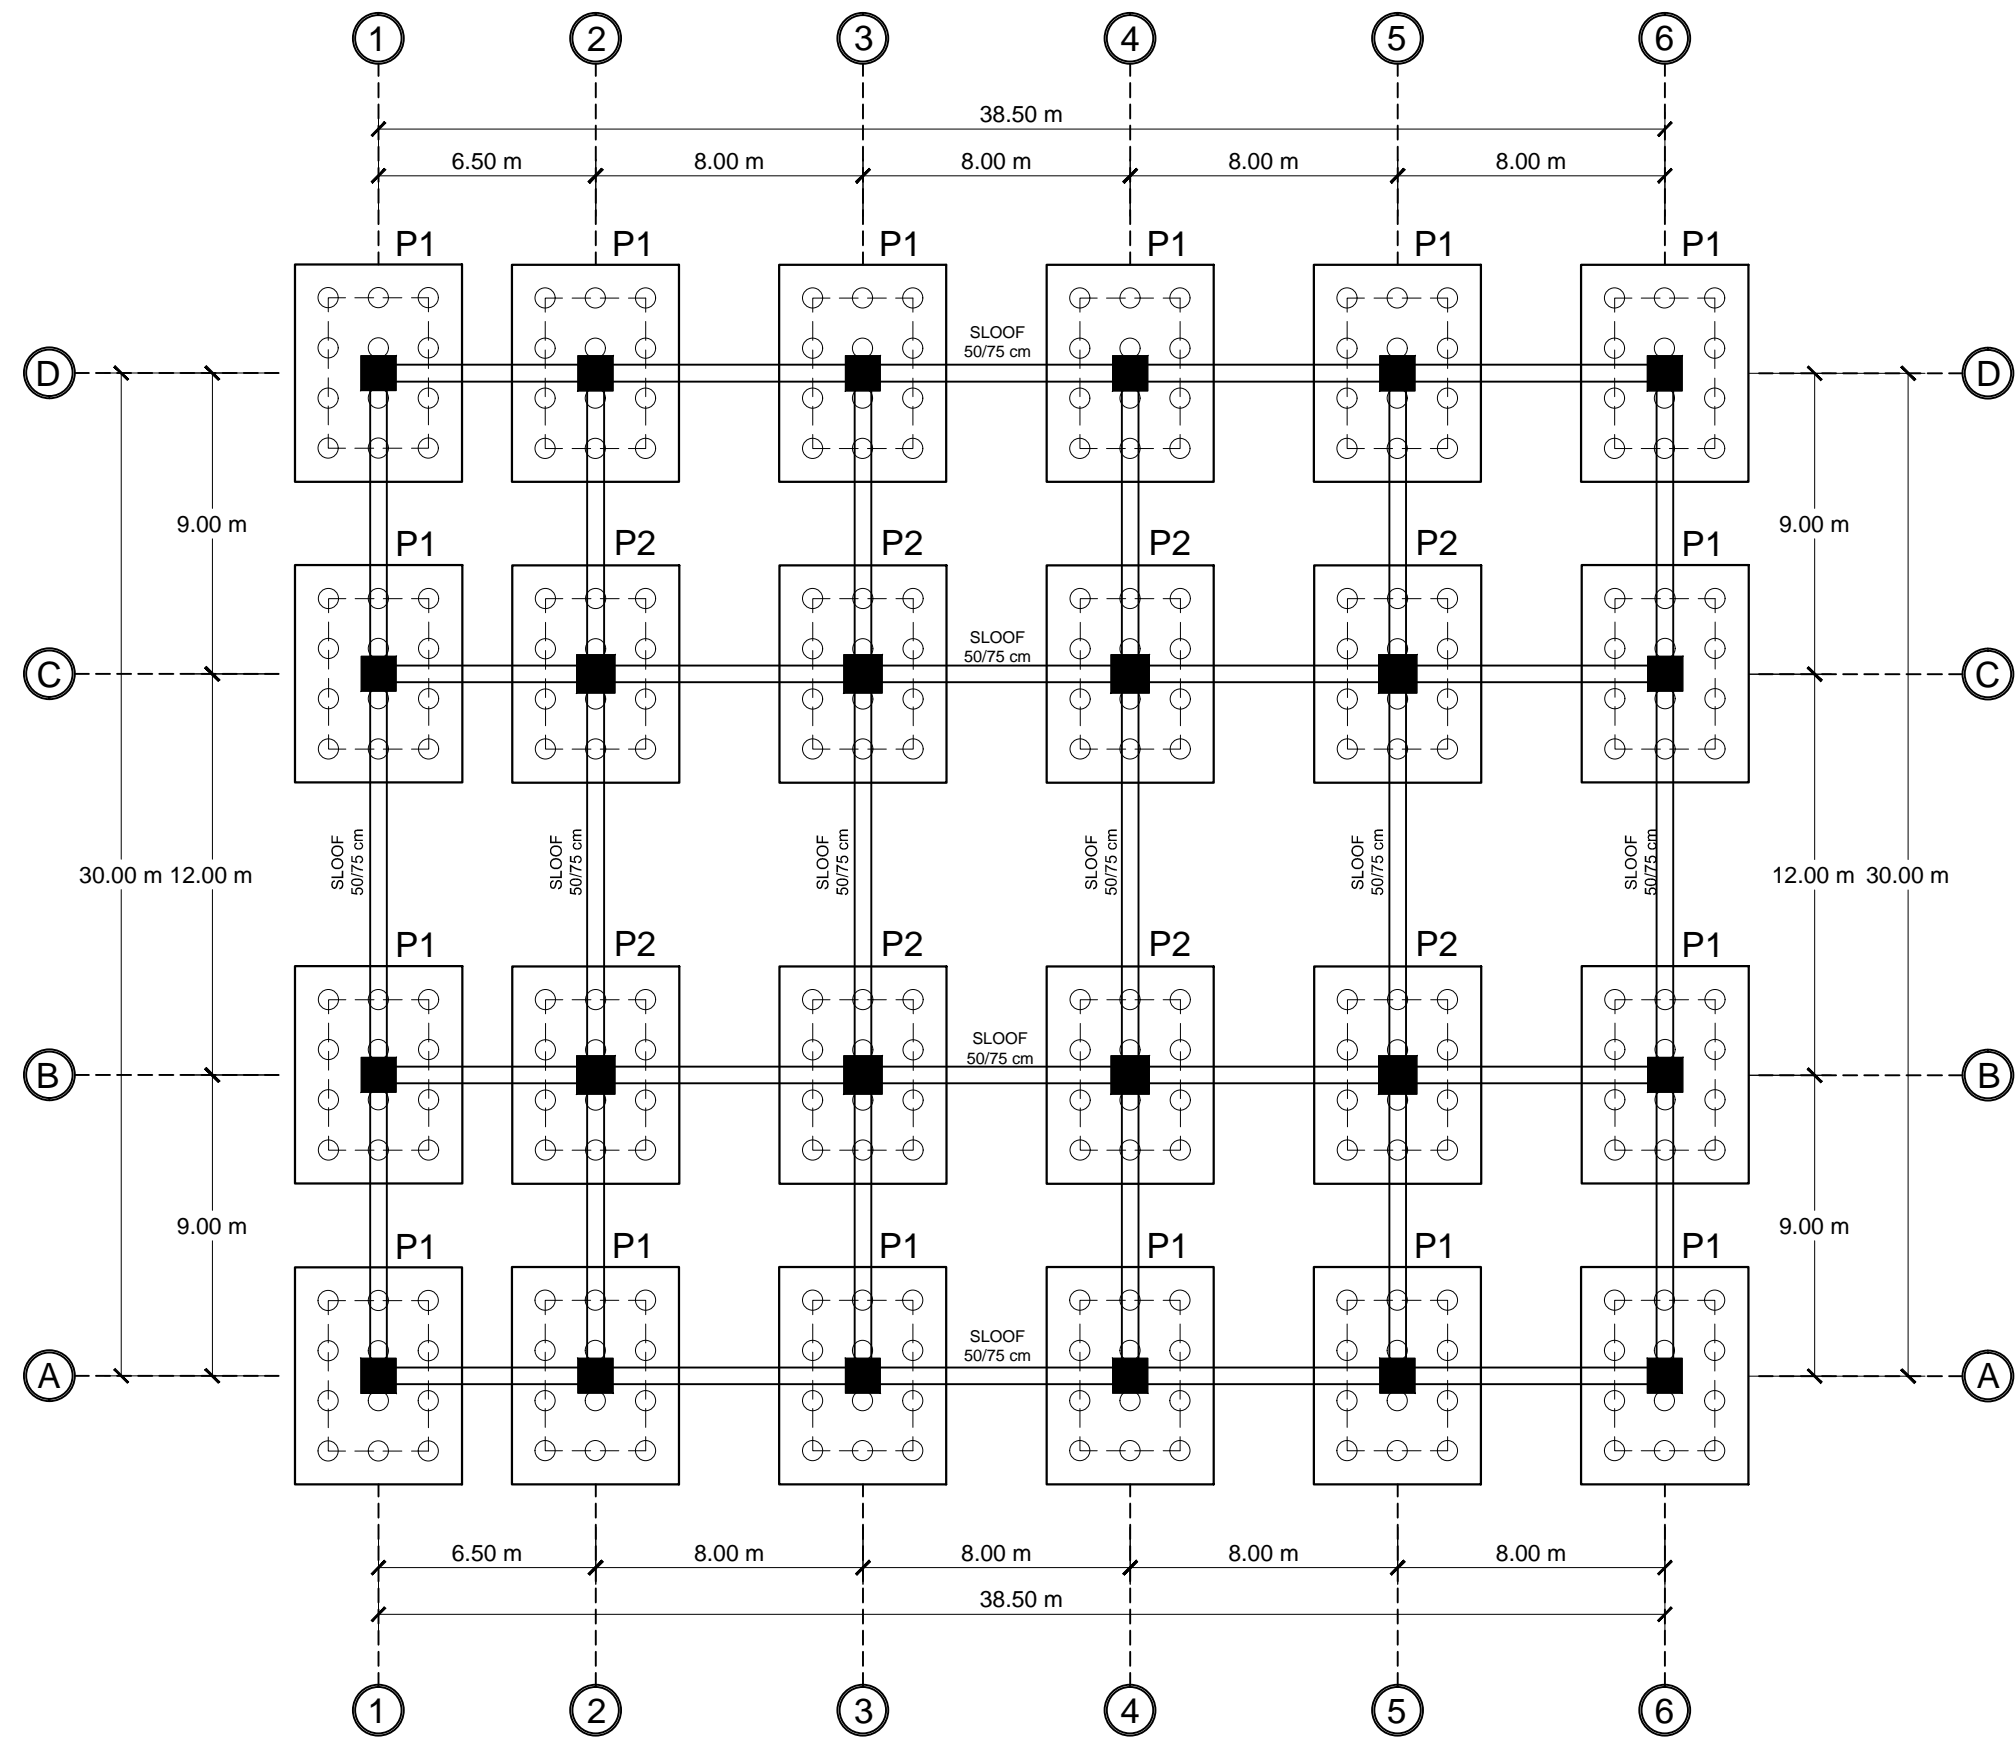 1 2 3 4 5 6
38.50 m
6.50 m 8.00 m 8.00 m 8.00 m 8.00 m
P1 P1 P1 P1 P1 P1
SLOOF
50/75 cm
D D
9.00 m 9.00 m
P1 P2 P2 P2 P2 P1
SLOOF
50/75 cm
C C
SLOOF
50/75 cm
SLOOF
50/75 cm
SLOOF
50/75 cm
SLOOF
50/75 cm
SLOOF
50/75 cm
SLOOF
50/75 cm
30.00 m 12.00 m 12.00 m 30.00 m
P1 P2 P2 P2 P2 P1
SLOOF
50/75 cm
B B
9.00 m 9.00 m
P1 P1 P1 P1 P1 P1
SLOOF
50/75 cm
A A
6.50 m 8.00 m 8.00 m 8.00 m 8.00 m
38.50 m
1 2 3 4 5 6